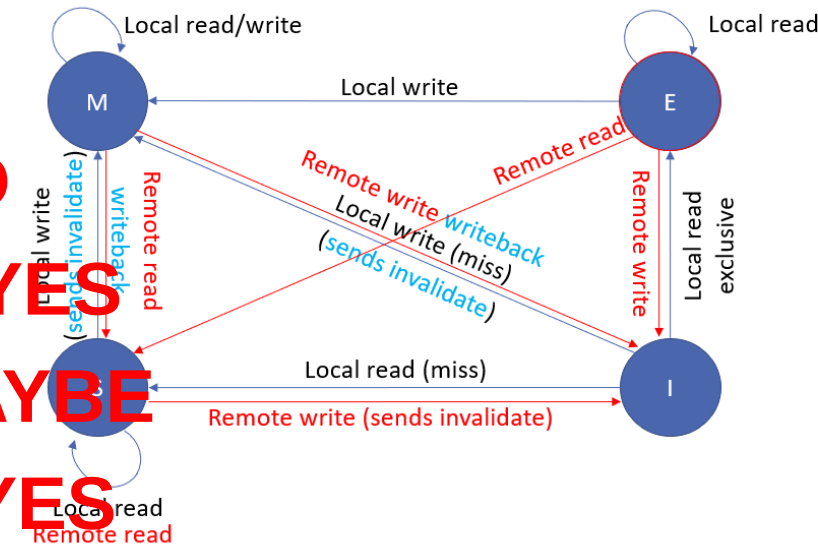 Local read/write
Local read
M
E
Local write
Remote read
Remote write writeback
Local write (miss)
(sends invalidate)
Local write
(sends invalidate)
writeback
Remote read
Remote write
Local read
exclusive
YES
YBE
S
I
Local read (miss)
Remote write (sends invalidate)
YES
Local read
Remote read